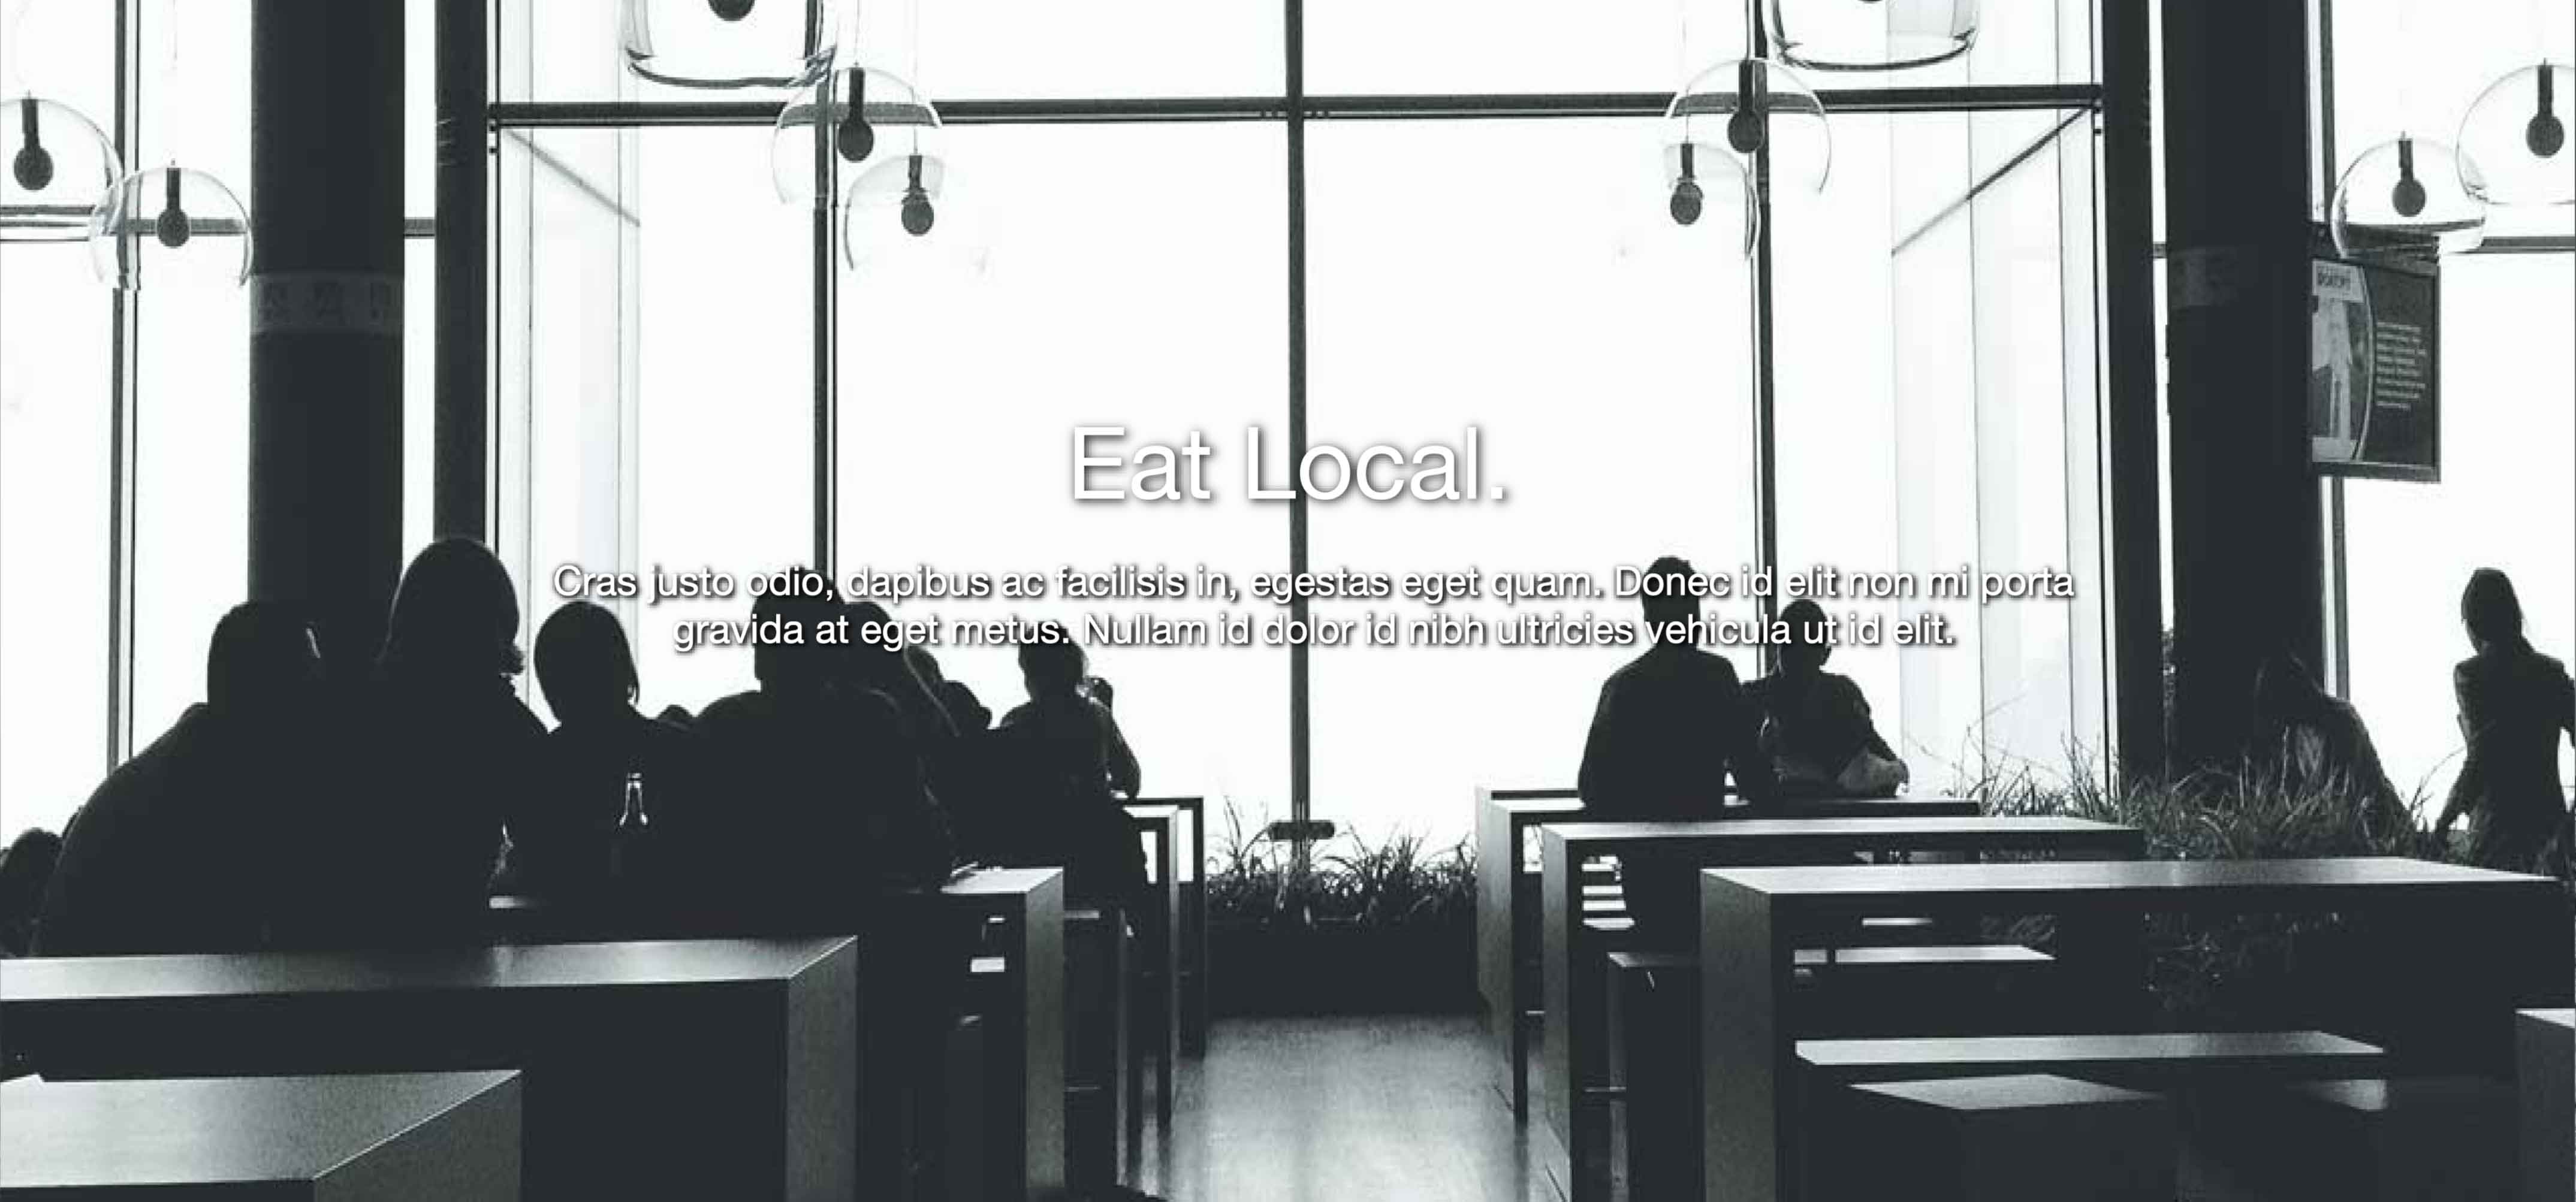 Eat Local.
Cras justo odio, dapibus ac facilisis in, egestas eget quam. Donec id elit non mi porta
gravida at eget metus. Nullam id dolor id nibh ultricies vehicula ut id elit.